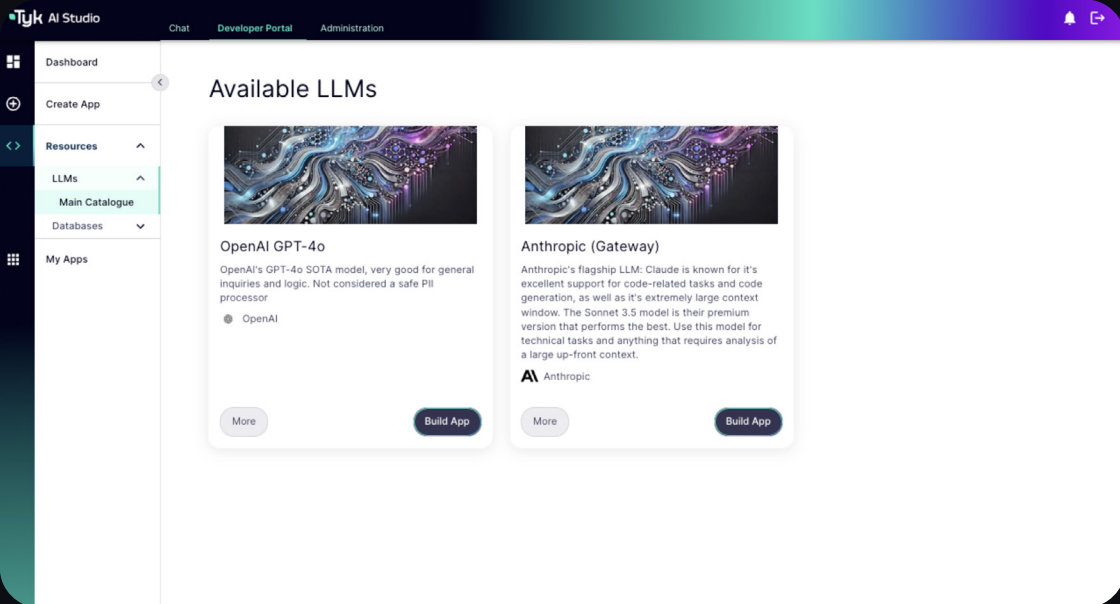 Tyk AI Studio
Chat
Developer Portal
Administration
Dashboard
Create App
Resources
LLMs
Main Catalogue
Databases
My Apps
Available LLMs
OpenAI GPT-4o
OpenAI's GPT-4o SOTA model, very good for general
inquiries and logic. Not considered a safe PII
processor
OpenAI
More
Build App
Anthropic (Gateway)
Anthropic's flagship LLM: Claude is known for it's
excellent support for code-related tasks and code
generation, as well as it's extremely large context
window. The Sonnet 3.5 model is their premium
version that performs the best. Use this model for
technical tasks and anything that requires analysis of
a large up-front context.
Anthropic
More
Build App